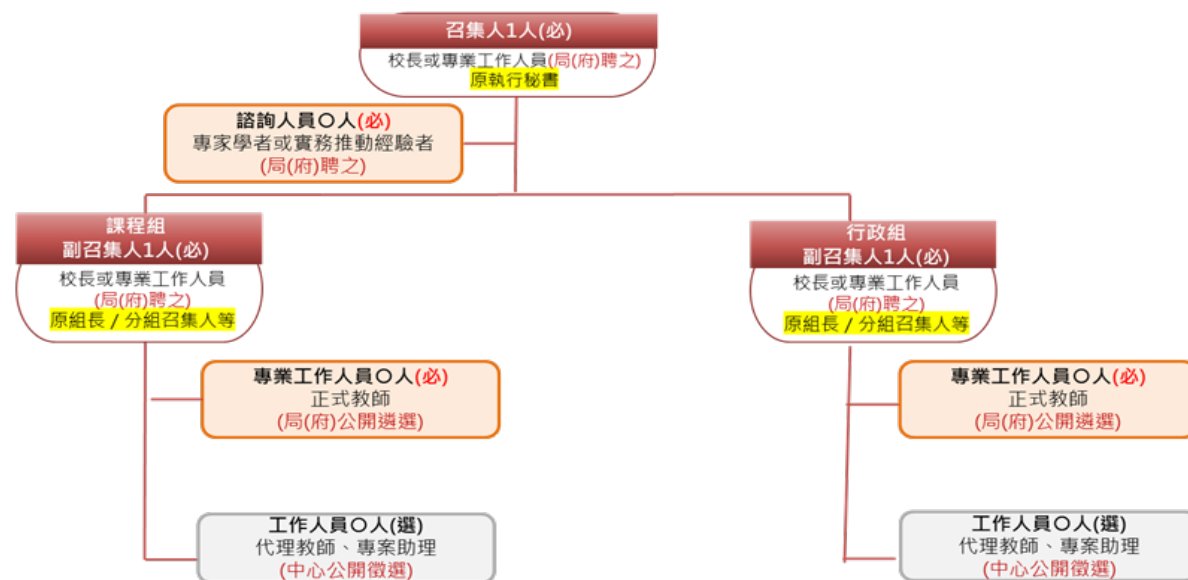 召集人1人(必)
校長或專業工作人員(局(府)聘之)
原執行秘書
諮詢人員〇人(必)
專家學者或實務推動經驗者
(局(府)聘之)
課程組
副召集人1人(必)
校長或專業工作人員
(局(府)聘之)
原組長 / 分組召集人等
行政組
副召集人1人(必)
校長或專業工作人員
(局(府)聘之)
原組長 / 分組召集人等
專業工作人員〇人(必)
正式教師
(局(府)公開遴選)
專業工作人員〇人(必)
正式教師
(局(府)公開遴選)
工作人員〇人(選)
代理教師、專案助理
(中心公開徵選)
工作人員〇人(選)
代理教師、專案助理
(中心公開徵選)